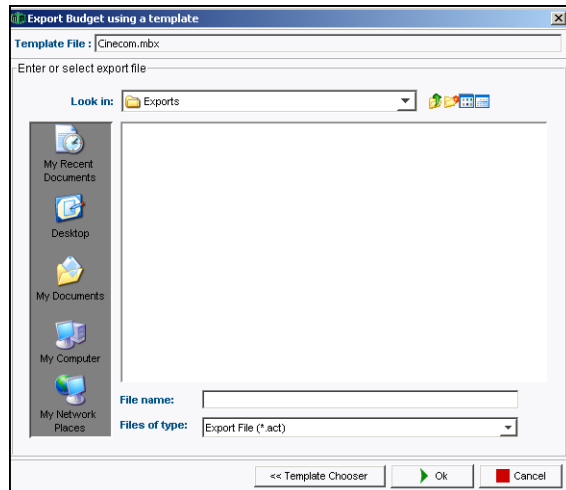 Export Budget using a template
Template File : Cinecom.mbx
Enter or select export file
Look in: Exports
My Recent
Documents
Desktop
My Documents
My Computer
My Network
Places
File name:
Files of type: Export File (*.act)
<< Template Chooser Ok Cancel